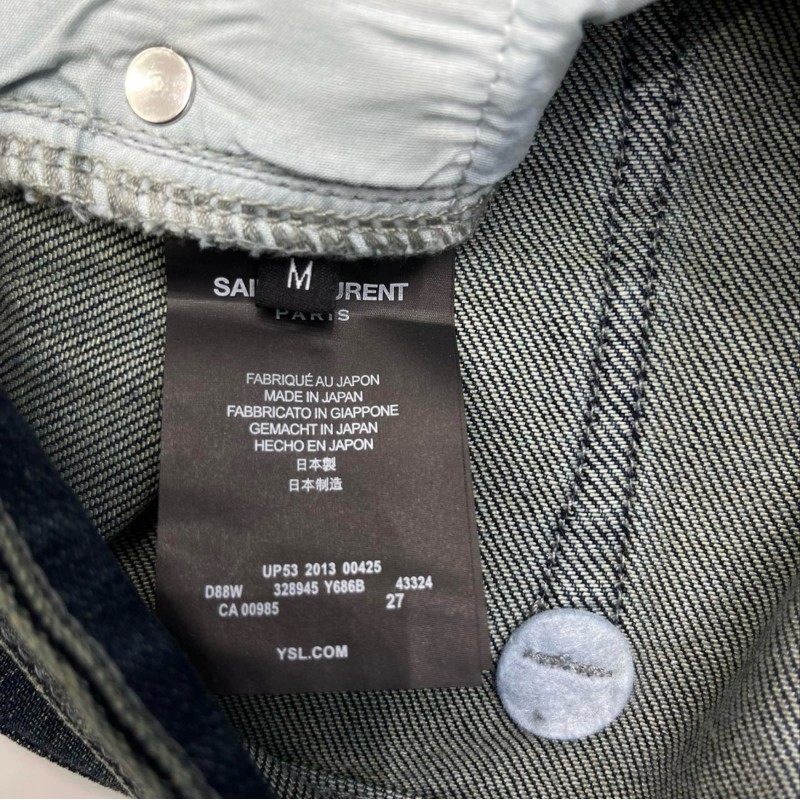 M
SAI URENT
PARIS
FABRIQUÉ AU JAPON
MADE IN JAPAN
FABBRICATO IN GIAPPONE
GEMACHT IN JAPAN
HECHO EN JAPON
日本製
日本制造
UP53 2013 00425
D88W 328945 Y686B 43324
CA 00985 27
YSL.COM